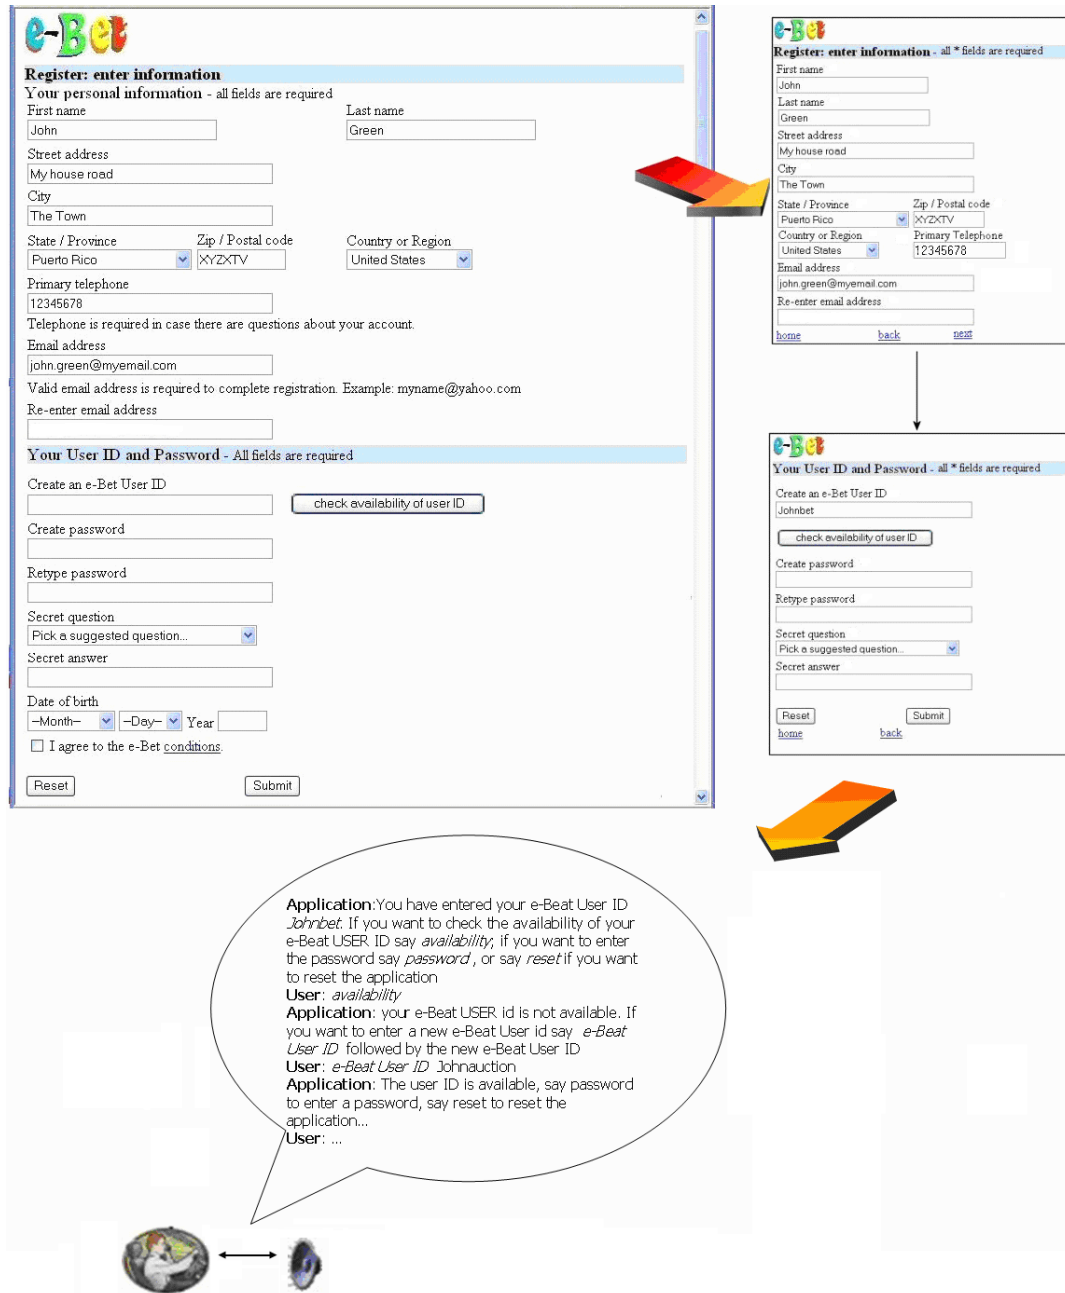 e-Bet
Register: enter information
Your personal information - all fields are required
First name
Last name
John
Green
Street address
My house road
City
The Town
State / Province
Zip / Postal code
Country or Region
Puerto Rico
XYZXTV
United States
Primary telephone
12345678
Telephone is required in case there are questions about your account.
Email address
john.green@myemail.com
Valid email address is required to complete registration. Example: myname@yahoo.com
Re-enter email address
Your User ID and Password - All fields are required
Create an e-Bet User ID
check availability of user ID
Create password
Retype password
Secret question
Pick a suggested question...
Secret answer
Date of birth
–Month–
–Day–
Year
I agree to the e-Bet conditions.
Reset
Submit
e-Bet
Register: enter information - all * fields are required
First name
John
Last name
Green
Street address
My house road
City
The Town
State / Province
Zip / Postal code
Puerto Rico
XYZXTV
Country or Region
Primary Telephone
United States
12345678
Email address
john.green@myemail.com
Re-enter email address
home
back
next
e-Bet
Your User ID and Password - all * fields are required
Create an e-Bet User ID
Johnbet
check availability of user ID
Create password
Retype password
Secret question
Pick a suggested question...
Secret answer
Reset
Submit
home
back
Application:You have entered your e-Beat User ID
Johnbet. If you want to check the availability of your
e-Beat USER ID say availability; if you want to enter
the password say password , or say reset if you want
to reset the application
User: availability
Application: your e-Beat USER id is not available. If
you want to enter a new e-Beat User id say e-Beat
User ID followed by the new e-Beat User ID
User: e-Beat User ID Johnauction
Application: The user ID is available, say password
to enter a password, say reset to reset the
application...
User: ...